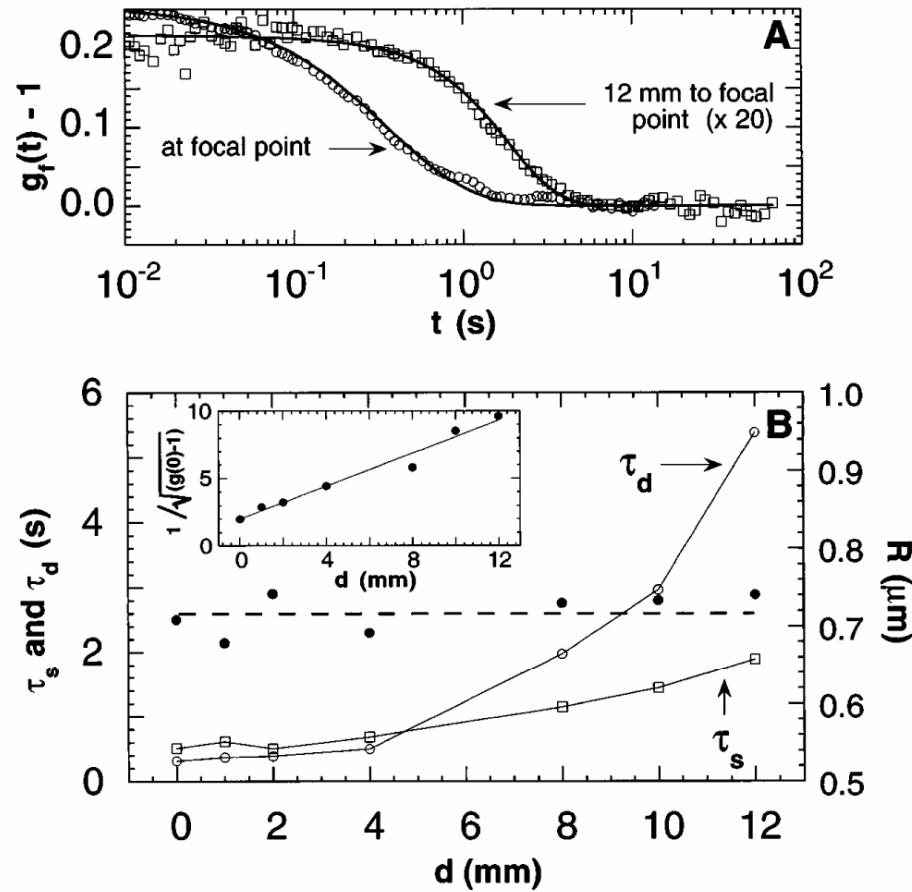 A
g_f(t) - 1
0.2
0.1
0.0
12 mm to focal
point (x 20)
at focal point
10^-2
10^-1
10^0
10^1
10^2
t (s)
B
τ_s and τ_d (s)
6
4
2
0
1/√(g(0)-1)
10
5
0
0 4 8 12
d (mm)
τ_d
τ_s
1.0
0.9
0.8
0.7
0.6
0.5
R (μm)
0 2 4 6 8 10 12
d (mm)